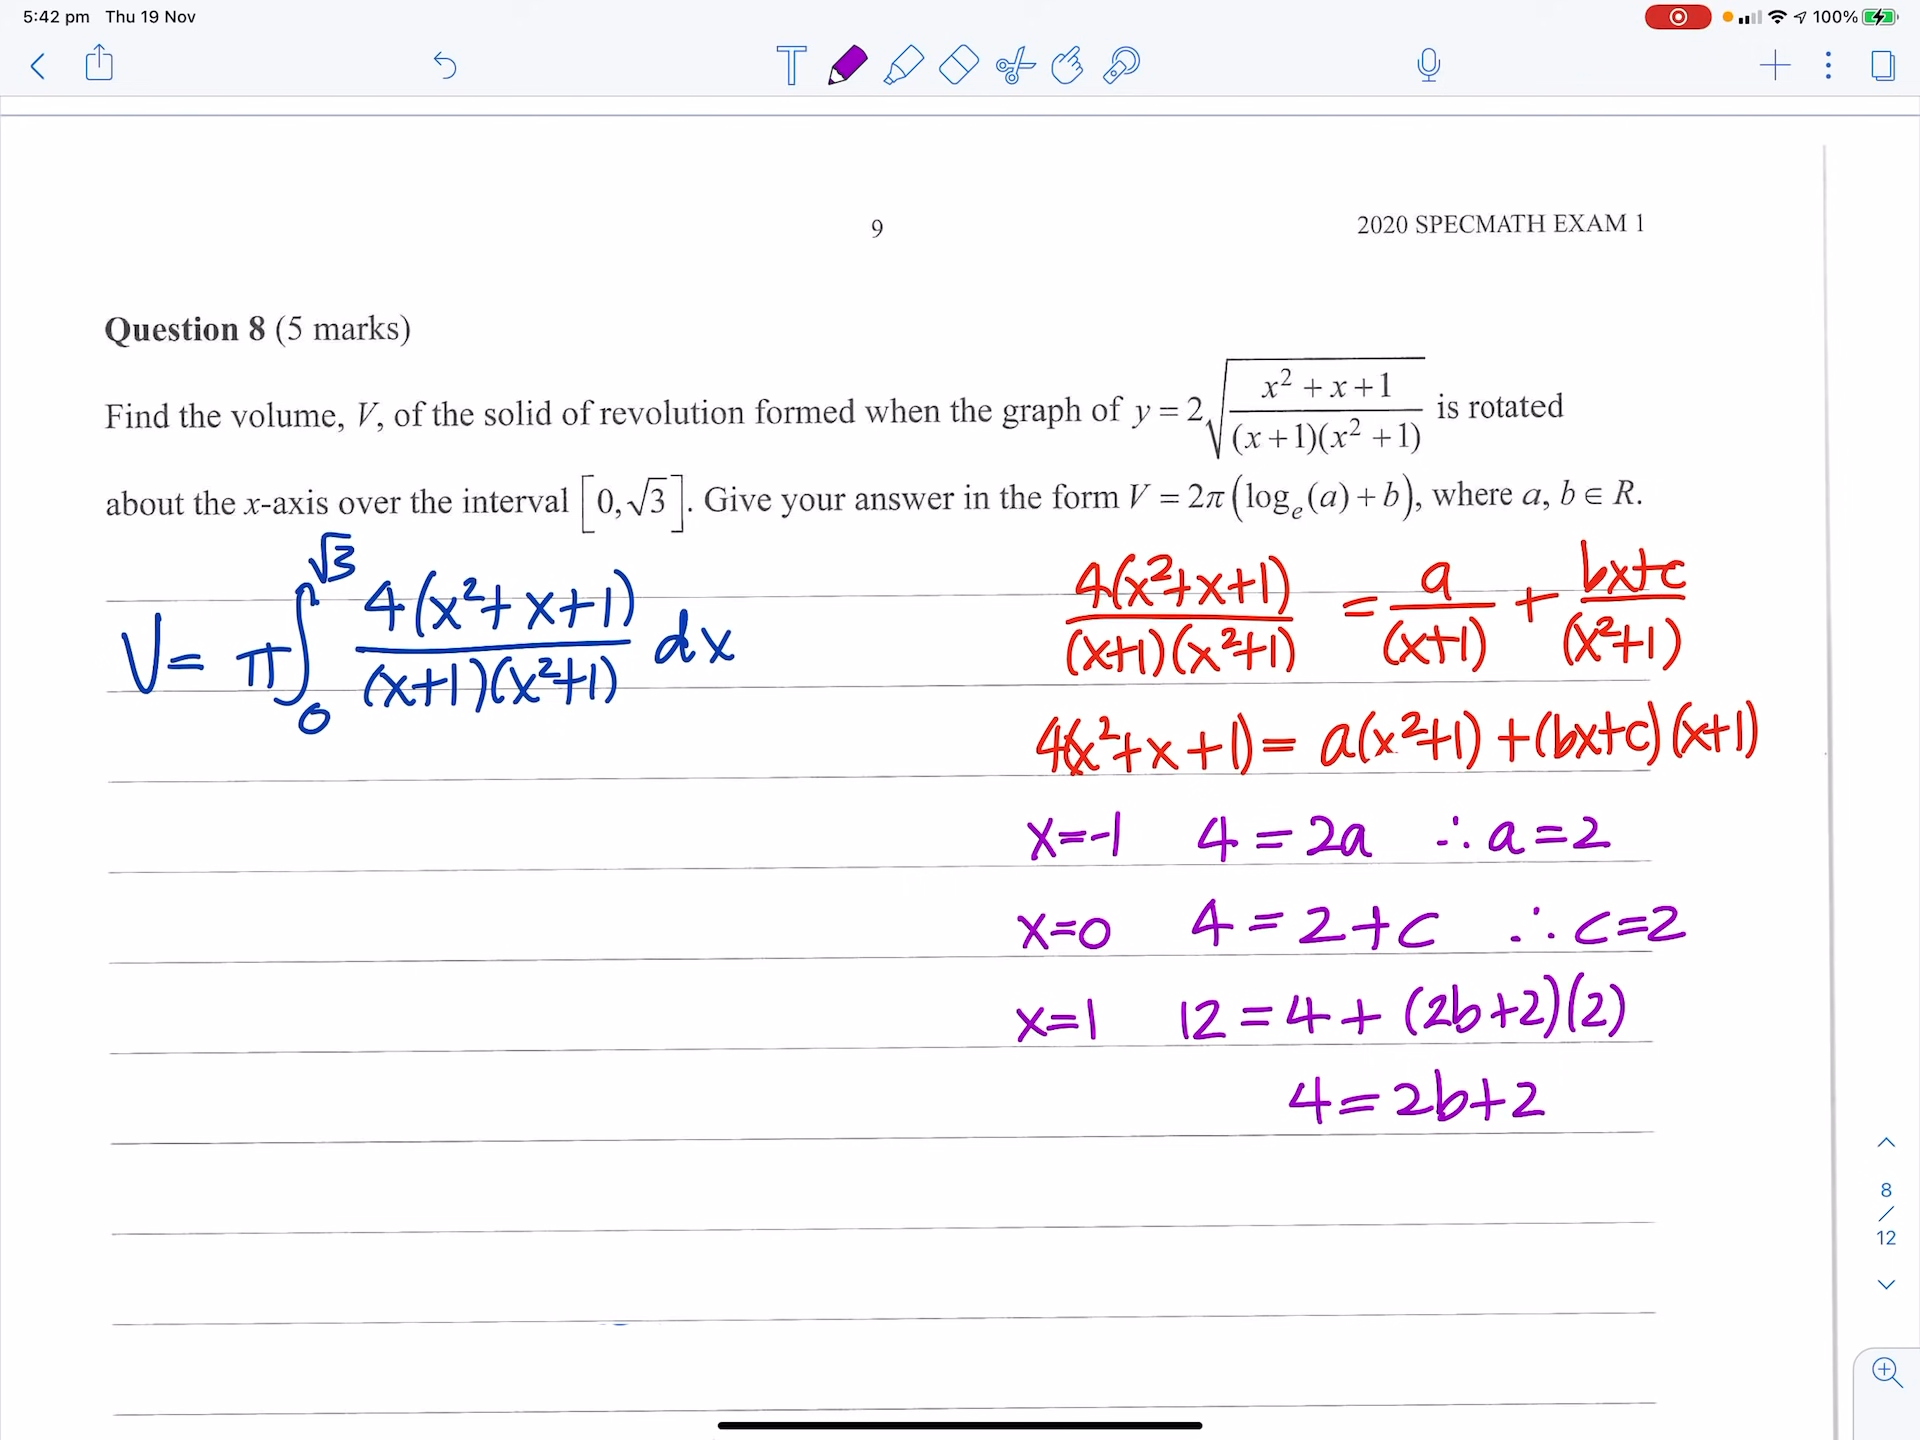 5:42 pm Thu 19 Nov
100%
T
9
2020 SPECMATH EXAM 1
Question 8 (5 marks)
Find the volume, V, of the solid of revolution formed when the graph of y = 2√((x² + x + 1)/((x + 1)(x² + 1))) is rotated
about the x-axis over the interval [0, √3]. Give your answer in the form V = 2π(logₑ(a) + b), where a, b ∈ R.
V = π∫₀^√3 4(x² + x + 1)/((x+1)(x²+1)) dx
4(x²+x+1)/((x+1)(x²+1)) = a/(x+1) + bx+c/(x²+1)
4(x²+x+1) = a(x²+1) + (bx+c)(x+1)
x=-1 4 = 2a ∴ a = 2
x=0 4 = 2 + c ∴ c = 2
x=1 12 = 4 + (2b+2)(2)
4 = 2b+2
8
/
12